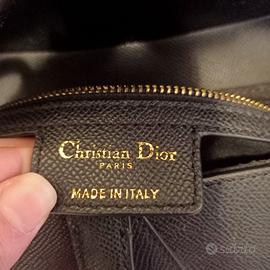 Christian Dior
PARIS
MADE IN ITALY
subito